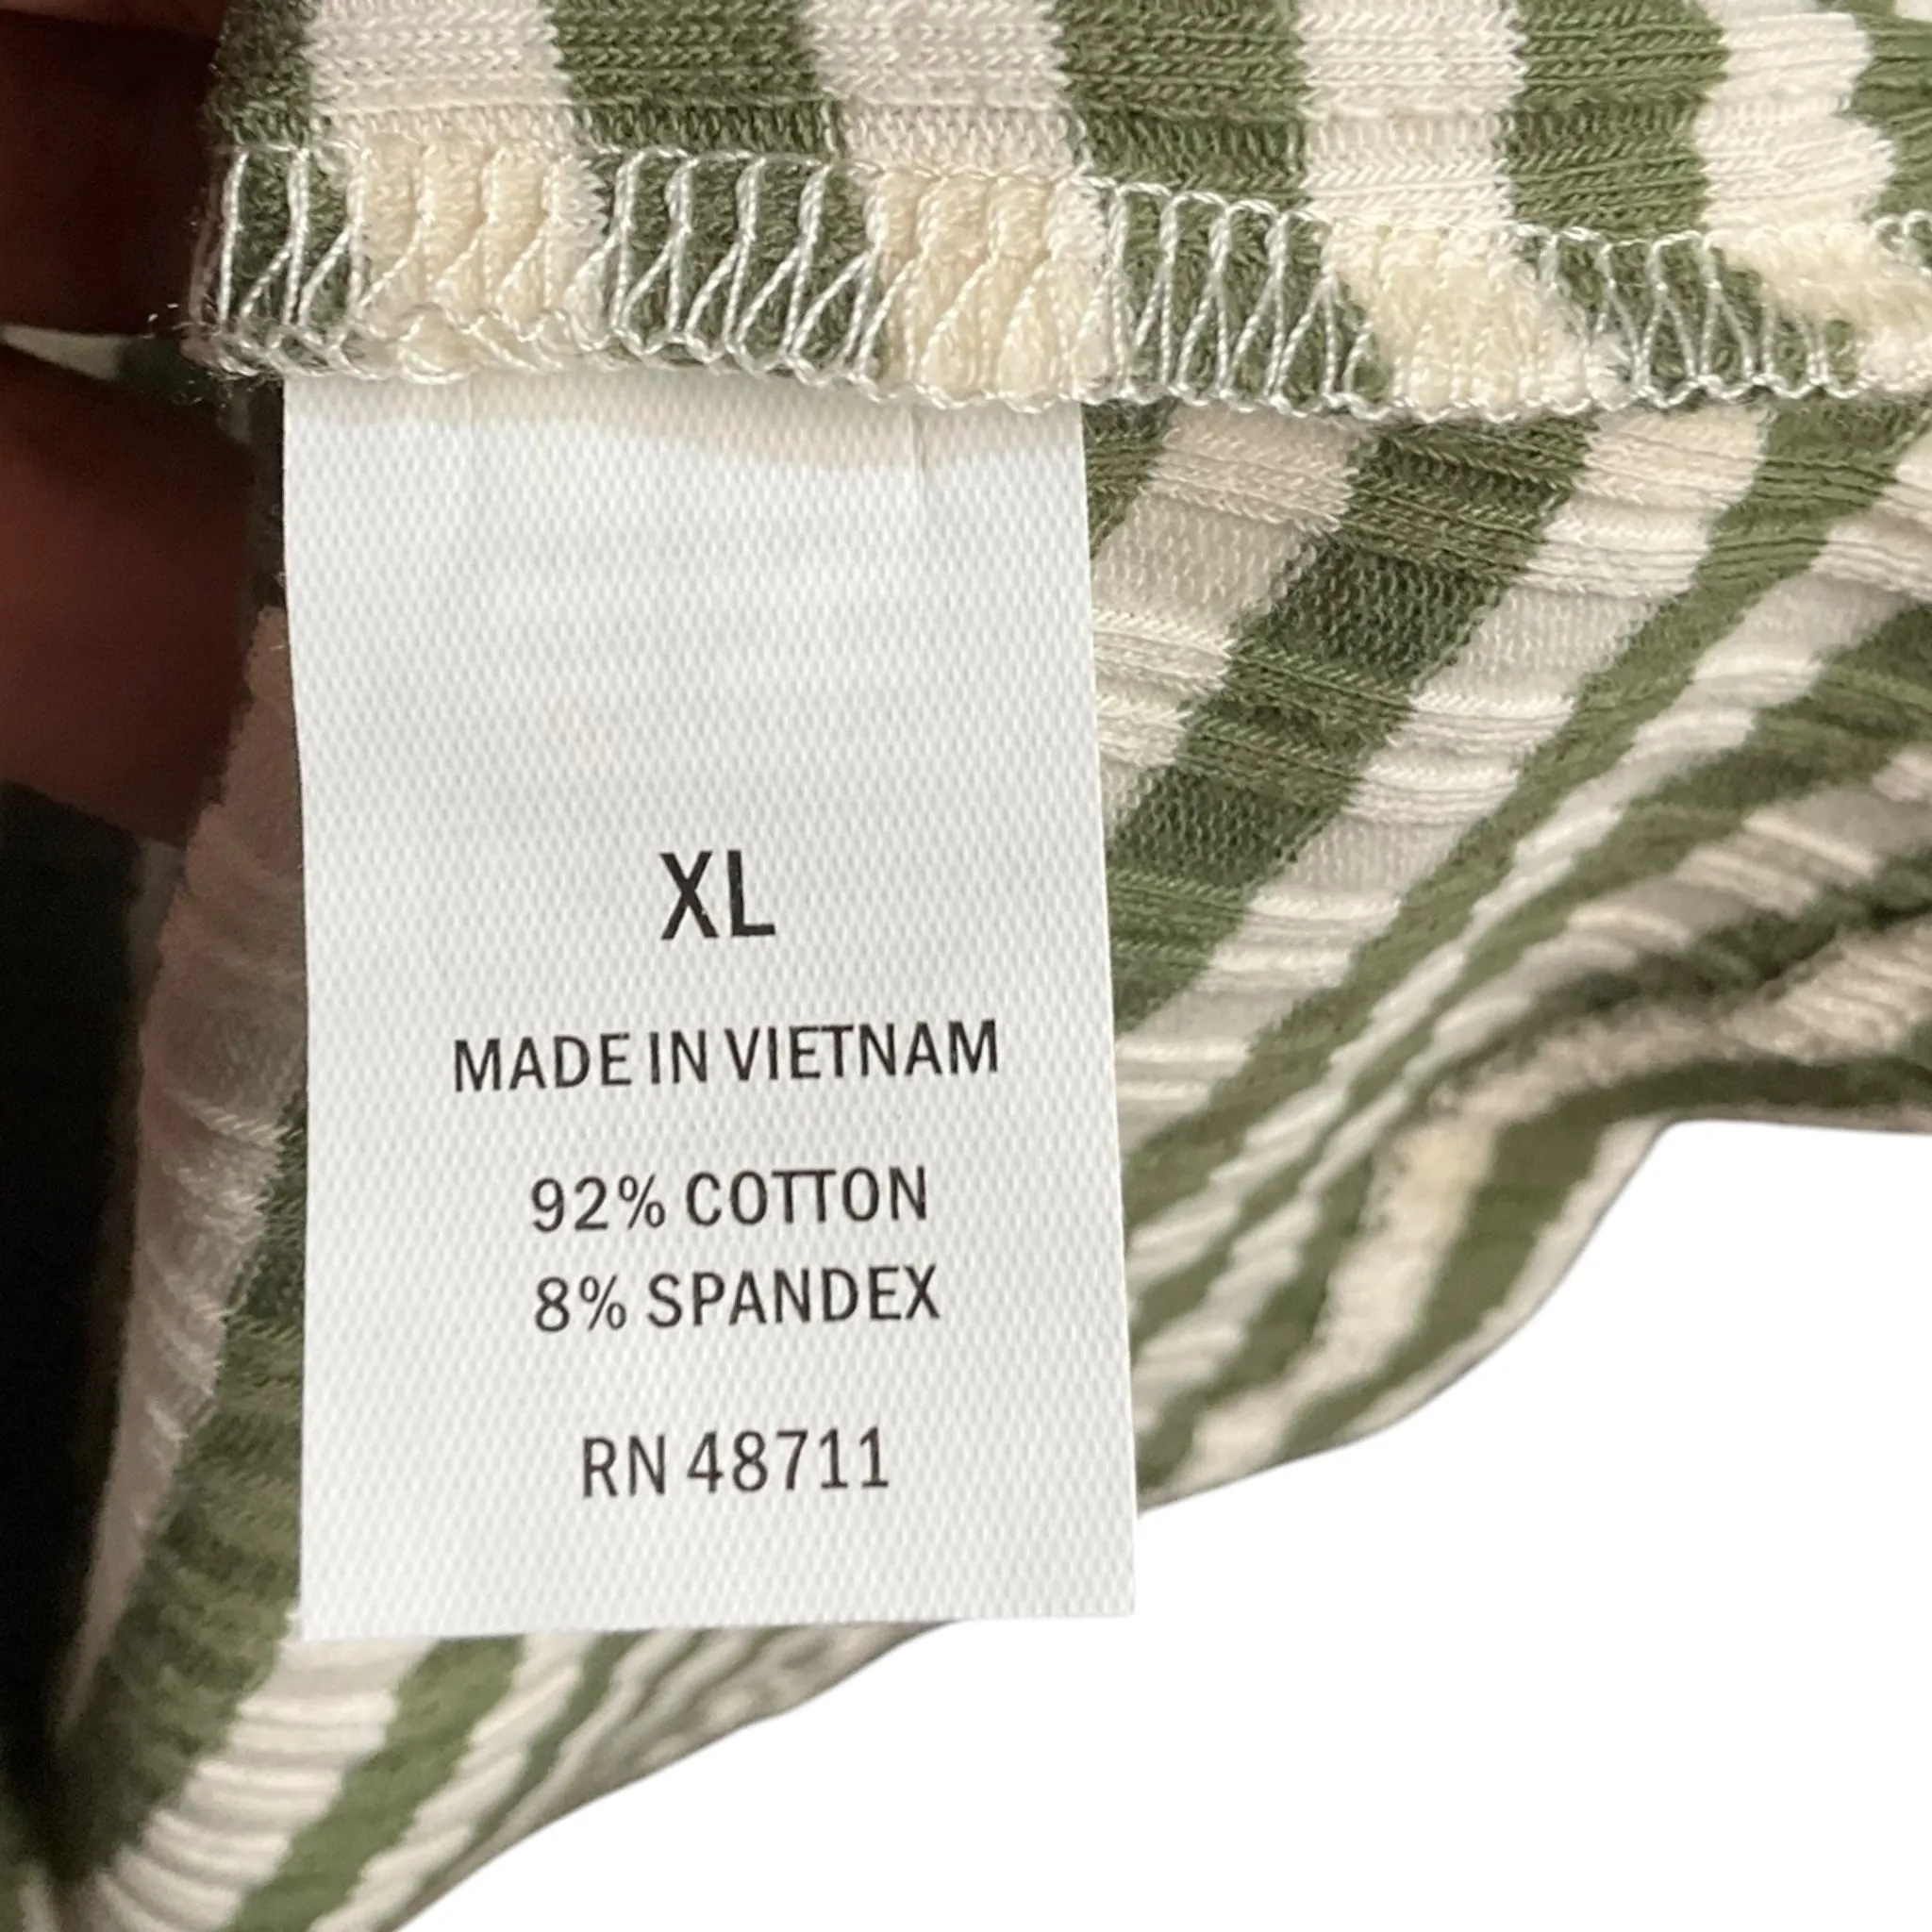 XL
MADE IN VIETNAM
92% COTTON
8% SPANDEX
RN 48711